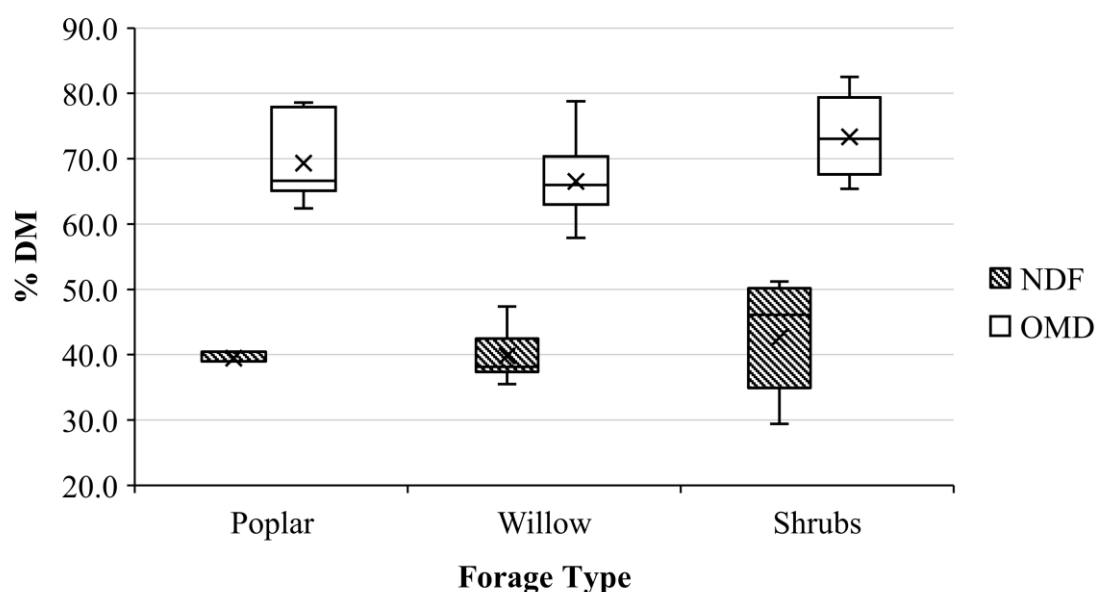 90.0
80.0
70.0
60.0
50.0
40.0
30.0
20.0
% DM
Poplar
Willow
Shrubs
Forage Type
NDF
OMD